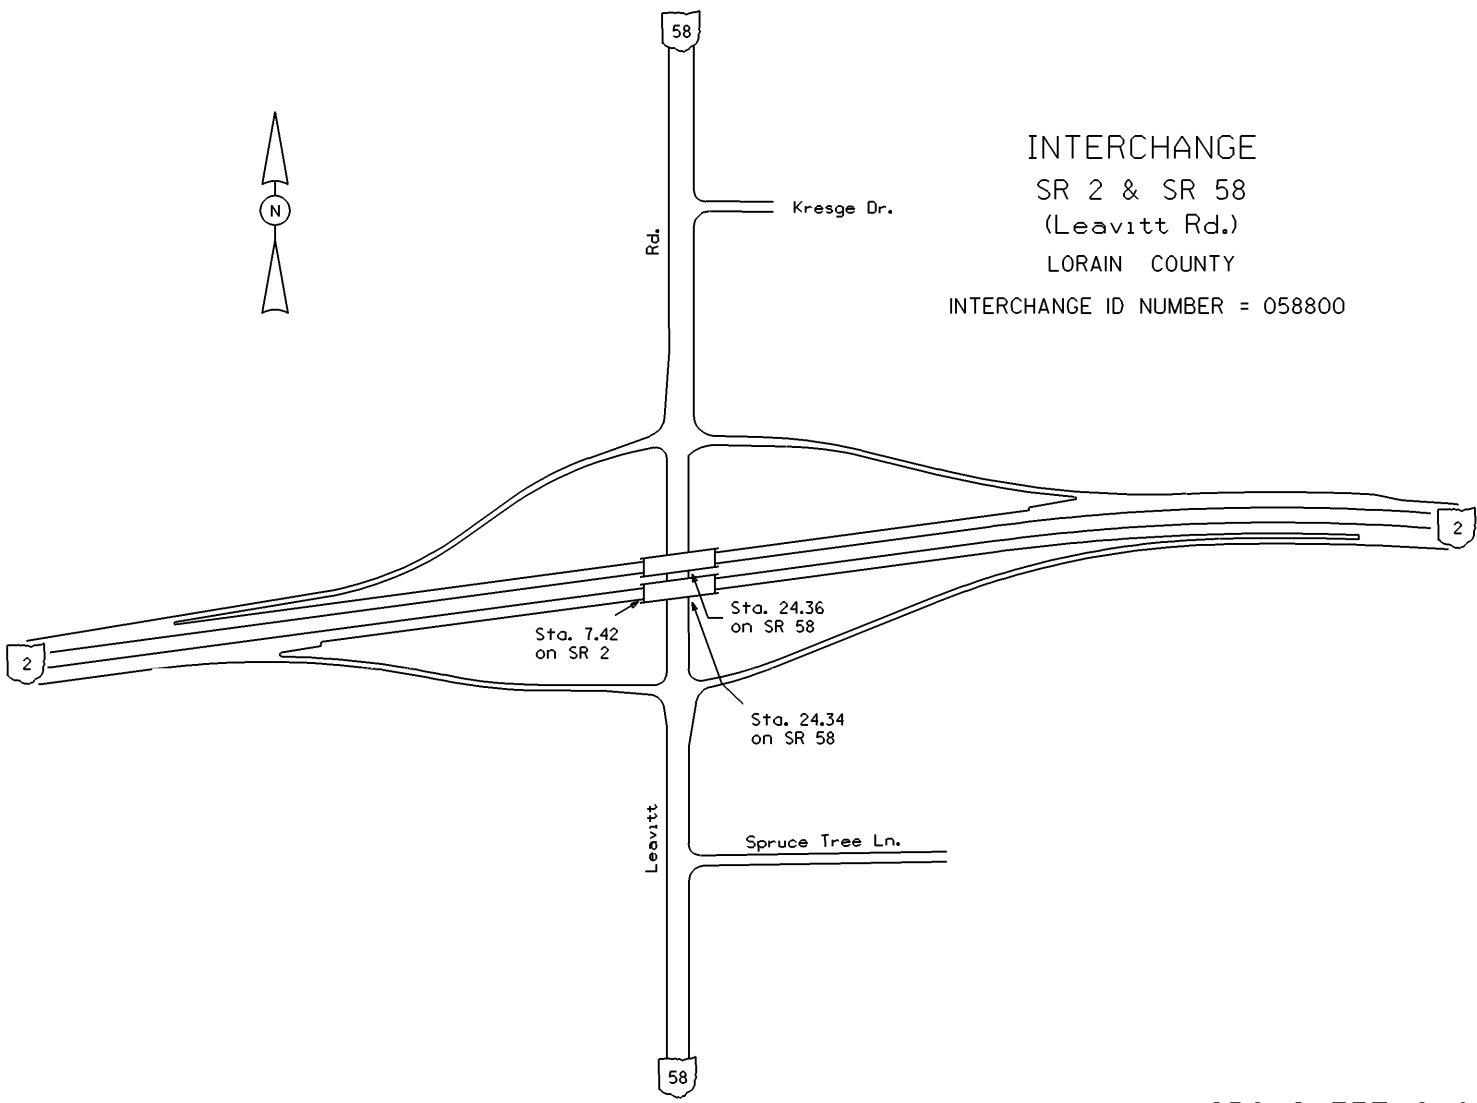 58
INTERCHANGE
SR 2 & SR 58
(Leavitt Rd.)
LORAIN COUNTY
INTERCHANGE ID NUMBER = 058800
N
Kresge Dr.
Rd.
2
Sta. 24.36
on SR 58
Sta. 7.42
on SR 2
2
Sta. 24.34
on SR 58
Leavitt
Spruce Tree Ln.
58